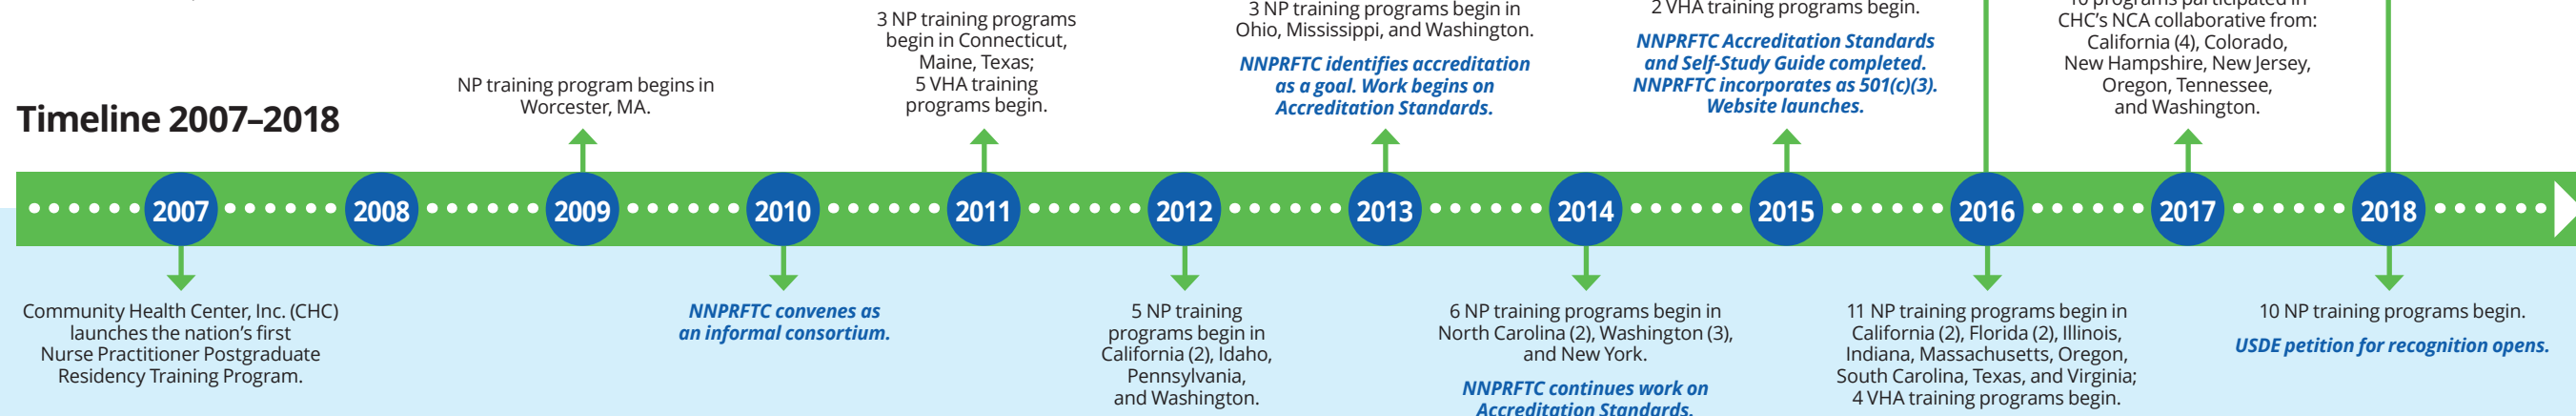 Timeline 2007–2018
NP training program begins in
Worcester, MA.
3 NP training programs
begin in Connecticut,
Maine, Texas;
5 VHA training
programs begin.
3 NP training programs begin in
Ohio, Mississippi, and Washington.
NNPRFTC identifies accreditation
as a goal. Work begins on
Accreditation Standards.
2 VHA training programs begin.
NNPRFTC Accreditation Standards
and Self-Study Guide completed.
NNPRFTC incorporates as 501(c)(3).
Website launches.
programs participated in
CHC's NCA collaborative from:
California (4), Colorado,
New Hampshire, New Jersey,
Oregon, Tennessee,
and Washington.
2007
2008
2009
2010
2011
2012
2013
2014
2015
2016
2017
2018
Community Health Center, Inc. (CHC)
launches the nation's first
Nurse Practitioner Postgraduate
Residency Training Program.
NNPRFTC convenes as
an informal consortium.
5 NP training
programs begin in
California (2), Idaho,
Pennsylvania,
and Washington.
6 NP training programs begin in
North Carolina (2), Washington (3),
and New York.
NNPRFTC continues work on
Accreditation Standards.
11 NP training programs begin in
California (2), Florida (2), Illinois,
Indiana, Massachusetts, Oregon,
South Carolina, Texas, and Virginia;
4 VHA training programs begin.
10 NP training programs begin.
USDE petition for recognition opens.